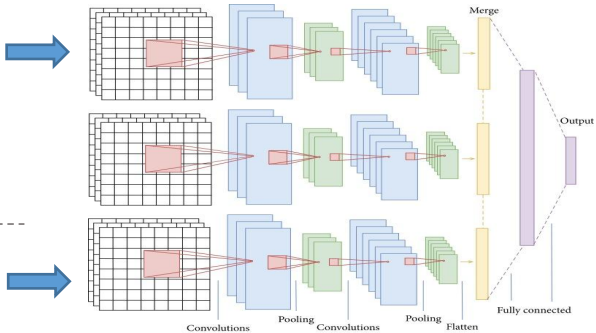 Merge
Output
Convolutions
Pooling
Convolutions
Pooling
Flatten
Fully connected